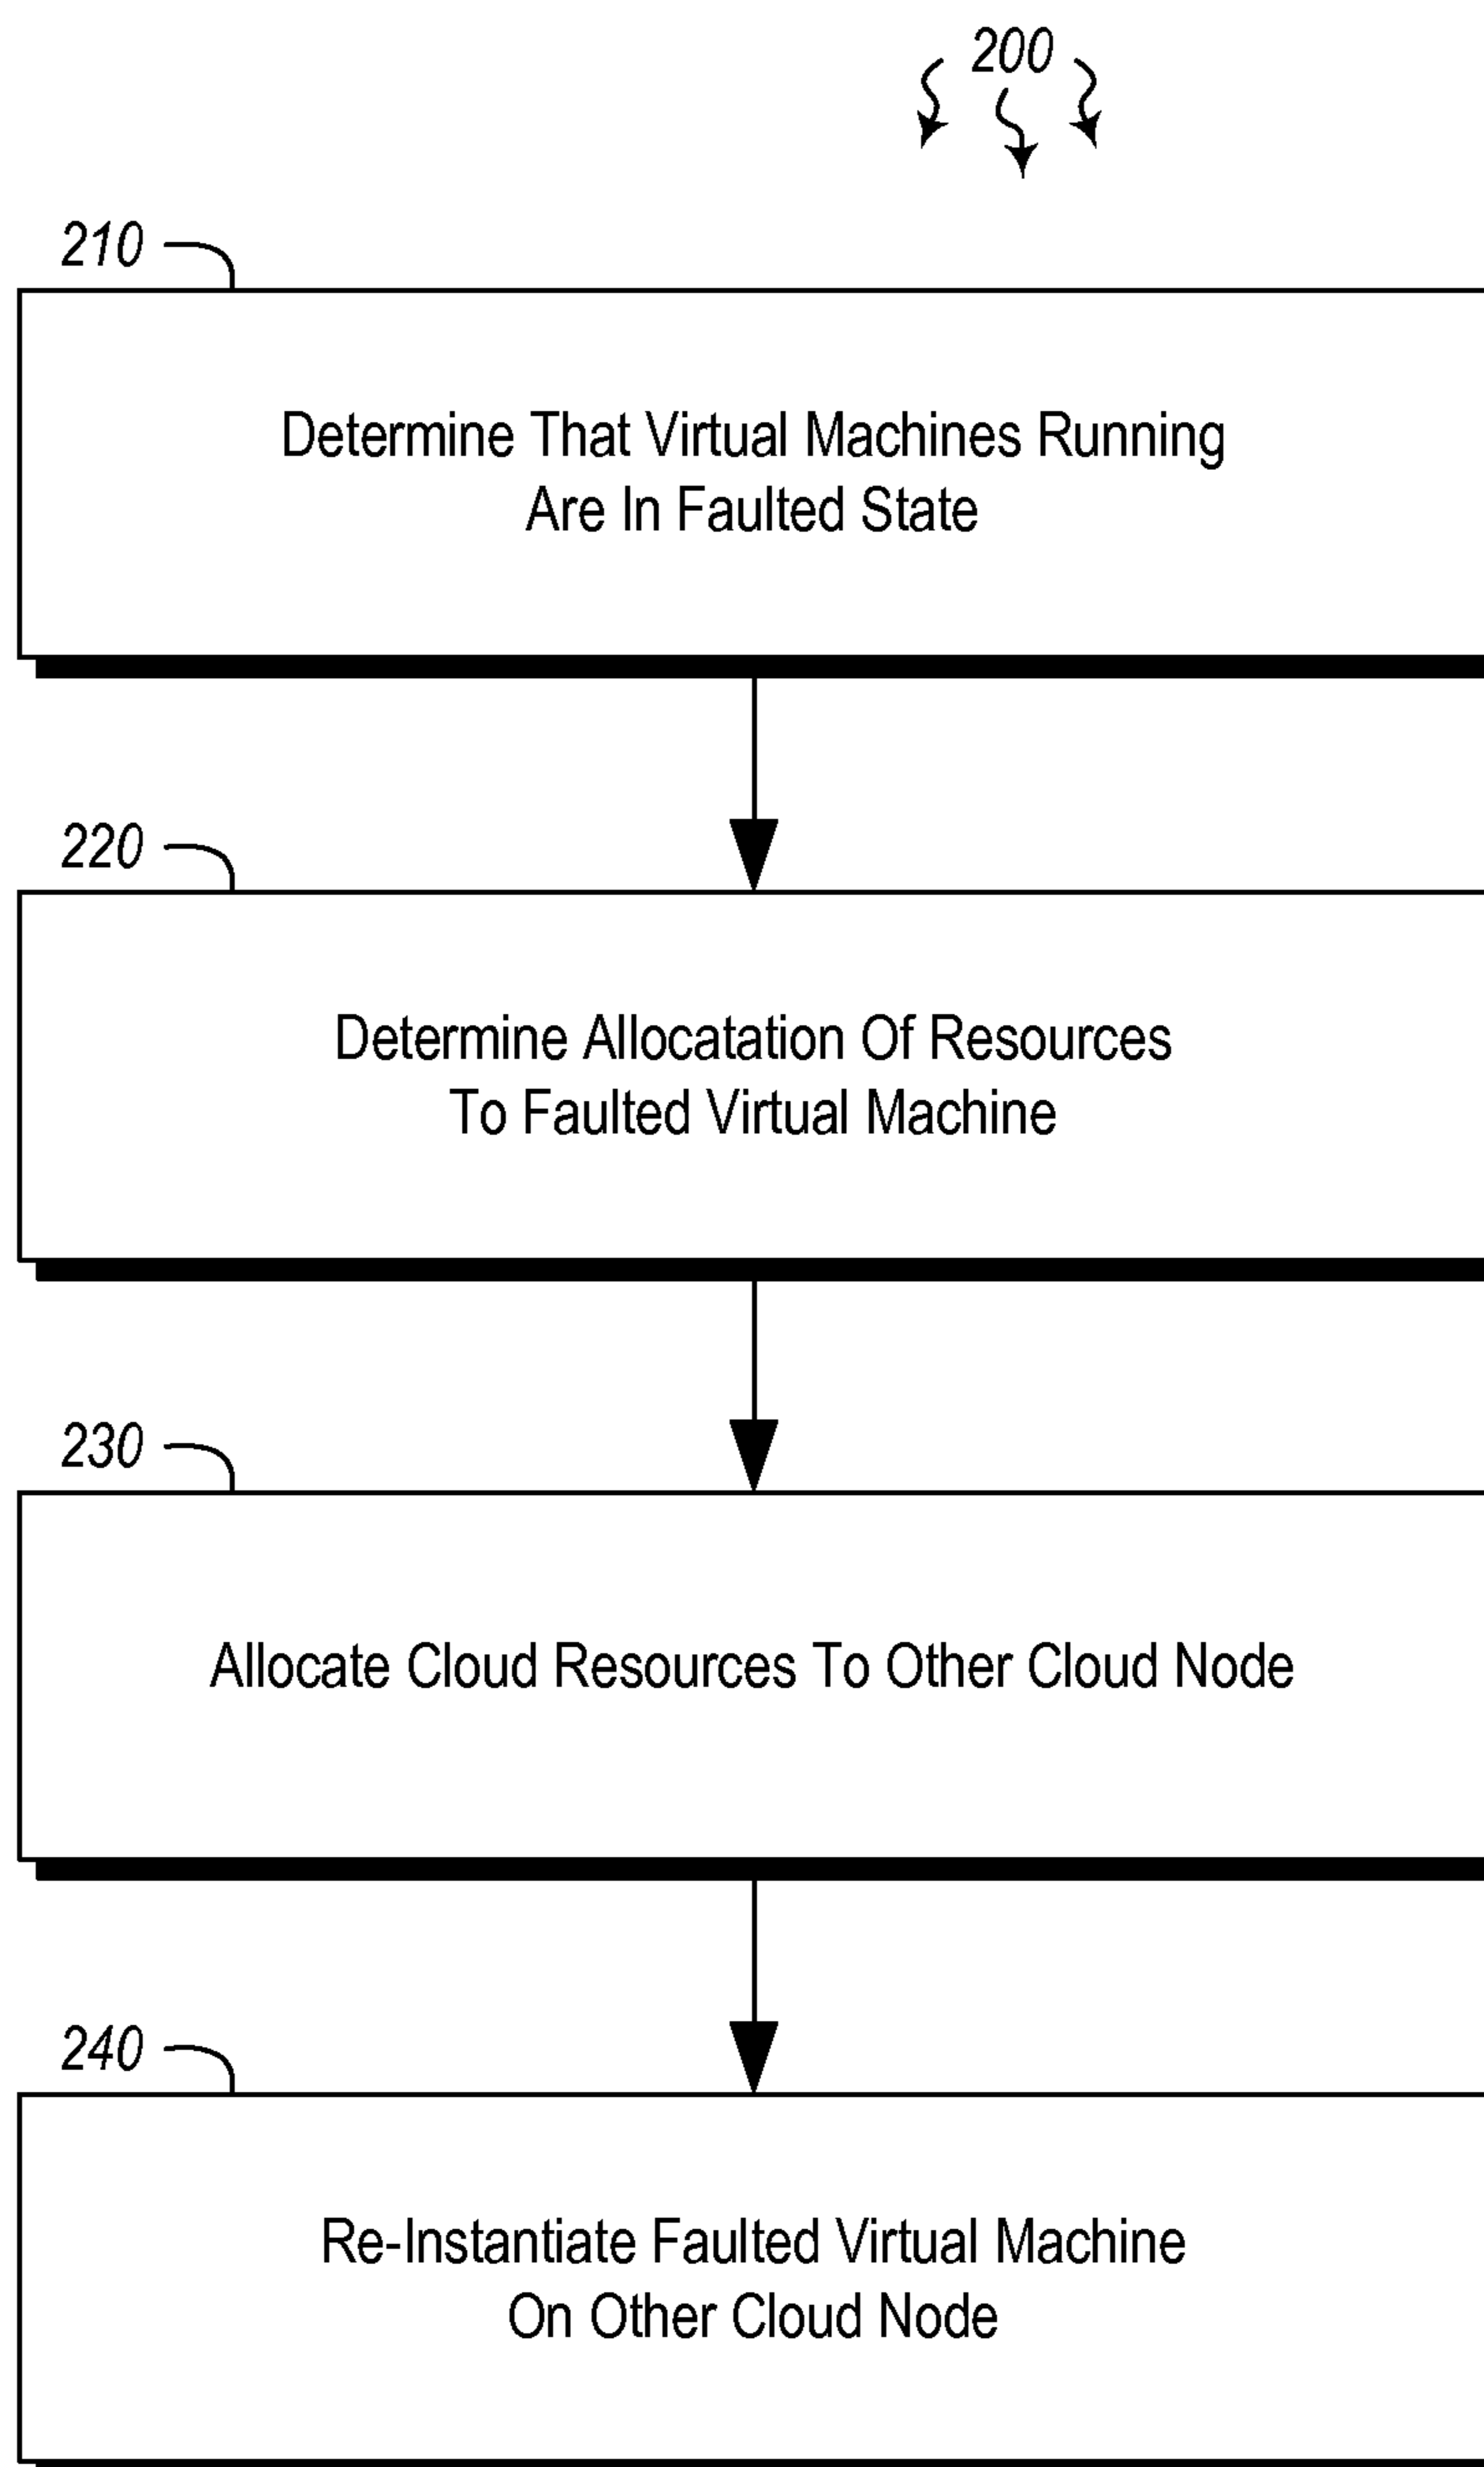 200
210
Determine That Virtual Machines Running
Are In Faulted State
220
Determine Allocatation Of Resources
To Faulted Virtual Machine
230
Allocate Cloud Resources To Other Cloud Node
240
Re-Instantiate Faulted Virtual Machine
On Other Cloud Node